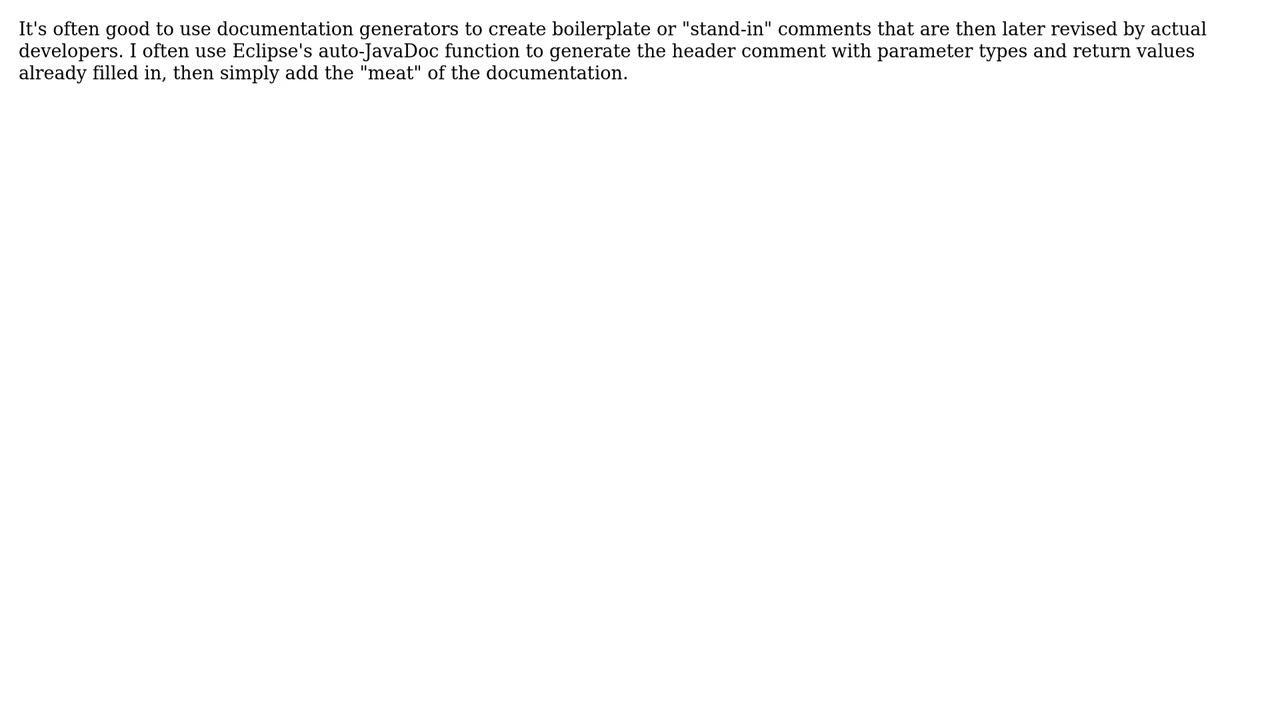 It's often good to use documentation generators to create boilerplate or "stand-in" comments that are then later revised by actual
developers. I often use Eclipse's auto-JavaDoc function to generate the header comment with parameter types and return values
already filled in, then simply add the "meat" of the documentation.